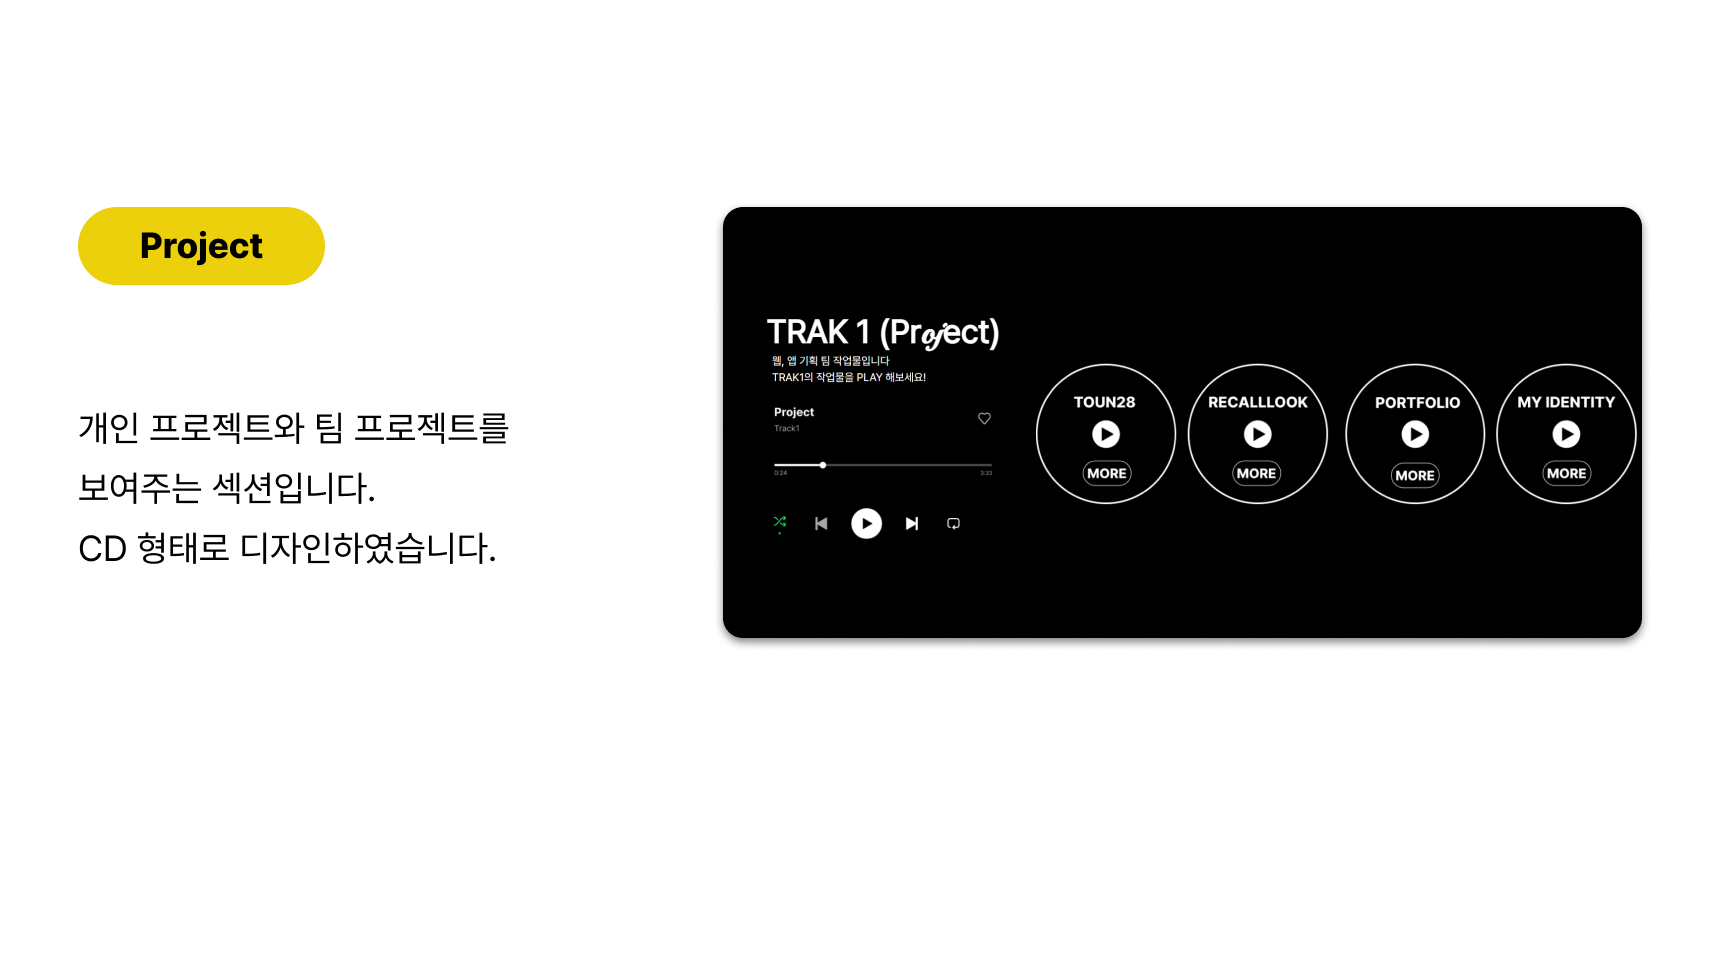 Project
개인 프로젝트와 팀 프로젝트를
보여주는 섹션입니다.
CD 형태로 디자인하였습니다.
TRAK 1 (Project)
웹, 앱 기획 팀 작업물입니다
TRAK1의 작업물을 PLAY 해보세요!
Project
Track1
0:24
3:33
TOUN28
MORE
RECALLLOOK
MORE
PORTFOLIO
MORE
MY IDENTITY
MORE